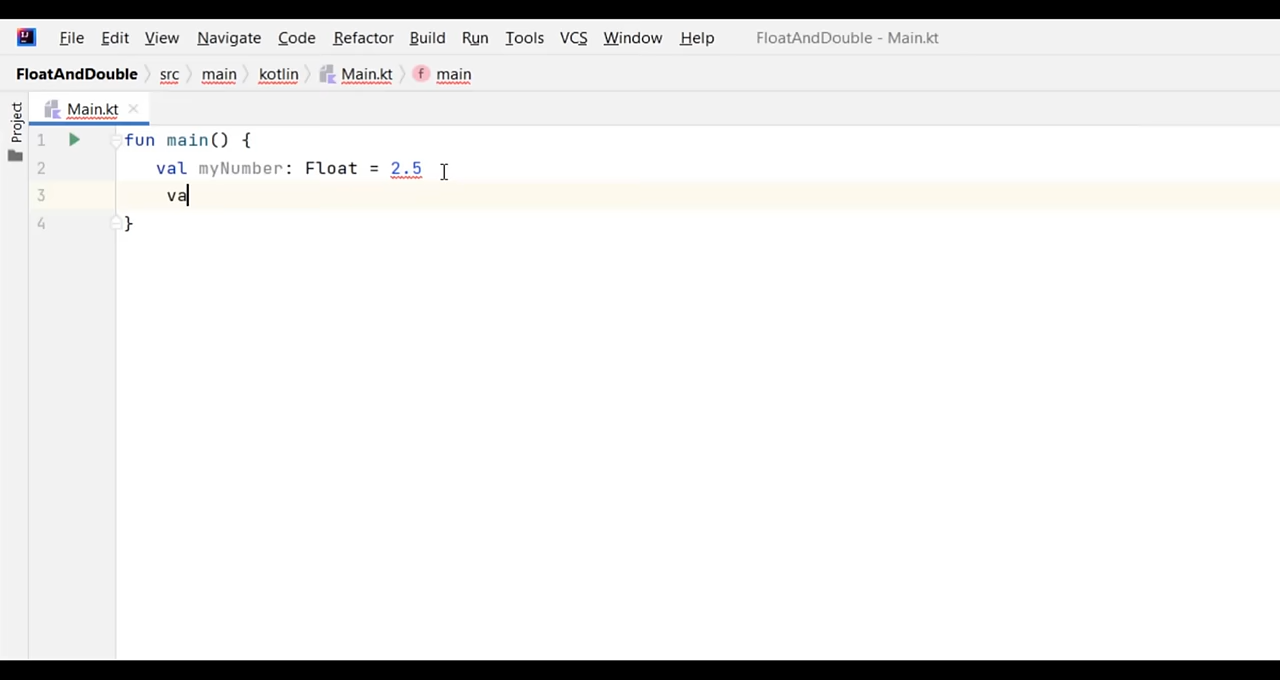 File Edit View Navigate Code Refactor Build Run Tools VCS Window Help FloatAndDouble - Main.kt
FloatAndDouble src main kotlin Main.kt f main
Project
Main.kt
1 fun main() {
2 val myNumber: Float = 2.5
3 va
4 }